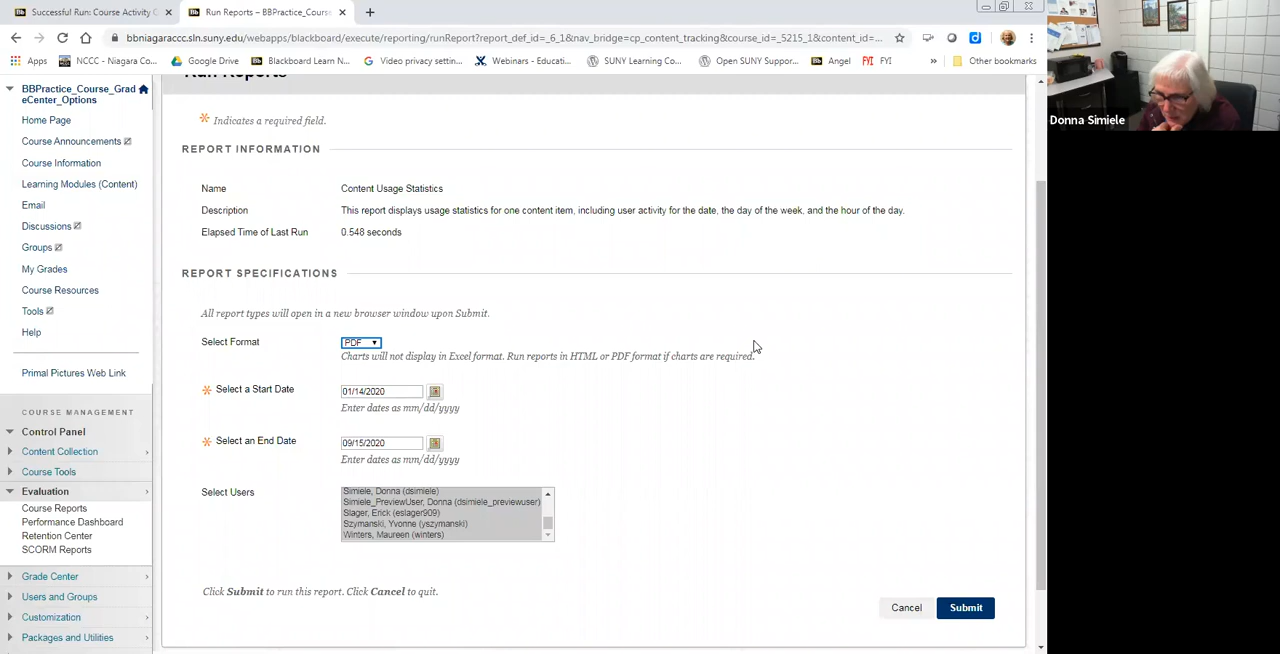 Successful Run: Course Activity
Run Reports – BBPractice_Course
bbniagaraccc.sln.suny.edu/webapps/blackboard/execute/reporting/runReport?report_def_id=_6_1&nav_bridge=cp_content_tracking&course_id=_5215_1&content_id=...
Apps
NCCC - Niagara Co...
Google Drive
Blackboard Learn N...
Video privacy setting...
Webinars - Educati...
SUNY Learning Co...
Open SUNY Suppor...
Angel
FYI FYI
»
Other bookmarks
Run Reports
BBPractice_Course_Grad
eCenter_Options
Home Page
Course Announcements
Course Information
Learning Modules (Content)
Email
Discussions
Groups
My Grades
Course Resources
Tools
Help
Primal Pictures Web Link
COURSE MANAGEMENT
Control Panel
Content Collection
Course Tools
Evaluation
Course Reports
Performance Dashboard
Retention Center
SCORM Reports
Grade Center
Users and Groups
Customization
Packages and Utilities
Indicates a required field.
REPORT INFORMATION
Name Content Usage Statistics
Description This report displays usage statistics for one content item, including user activity for the date, the day of the week, and the hour of the day.
Elapsed Time of Last Run 0.548 seconds
REPORT SPECIFICATIONS
All report types will open in a new browser window upon Submit.
Select Format PDF
Charts will not display in Excel format. Run reports in HTML or PDF format if charts are required.
Select a Start Date 01/14/2020
Enter dates as mm/dd/yyyy
Select an End Date 09/15/2020
Enter dates as mm/dd/yyyy
Select Users
Simiele, Donna (dsimiele)
Simiele_PreviewUser, Donna (dsimiele_previewuser)
Slager, Erick (eslager909)
Szymanski, Yvonne (yszymanski)
Winters, Maureen (winters)
Click Submit to run this report. Click Cancel to quit.
Cancel Submit
Donna Simiele